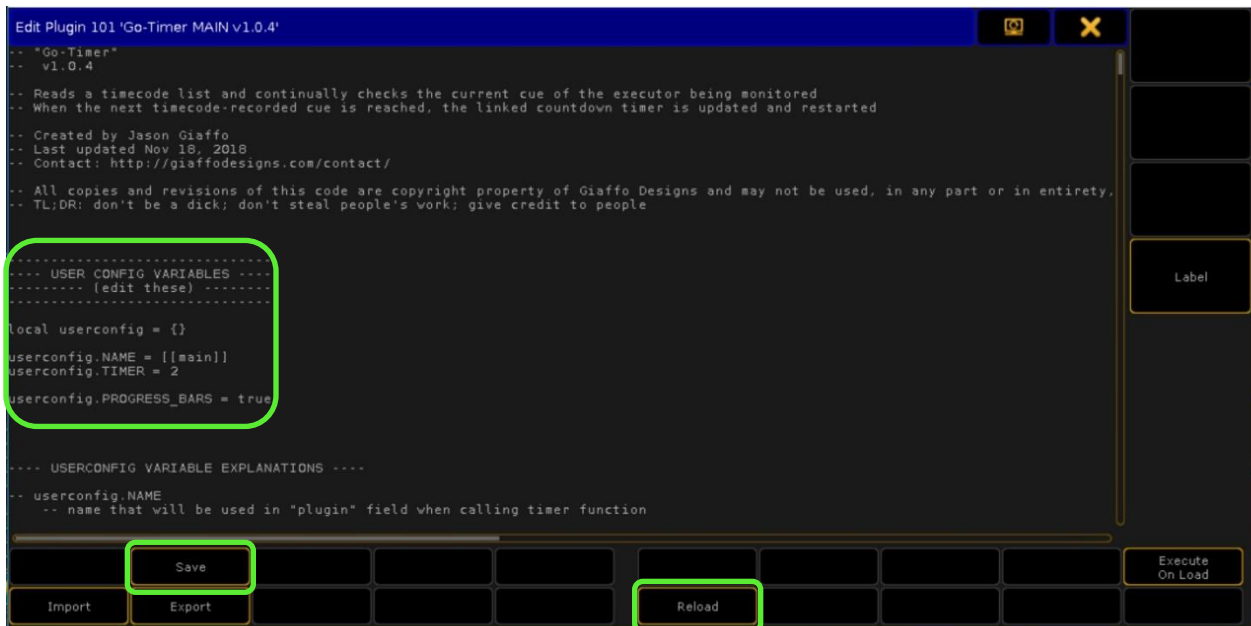 Edit Plugin 101 'Go-Timer MAIN v1.0.4'
-- "Go-Timer"
-- v1.0.4
-- Reads a timecode list and continually checks the current cue of the executor being monitored
-- When the next timecode-recorded cue is reached, the linked countdown timer is updated and restarted
-- Created by Jason Giaffo
-- Last updated Nov 18, 2018
-- Contact: http://giaffodesigns.com/contact/
-- All copies and revisions of this code are copyright property of Giaffo Designs and may not be used, in any part or in entirety,
-- TL;DR: don't be a dick; don't steal people's work; give credit to people
-------------------------------
---- USER CONFIG VARIABLES ----
--------- (edit these) --------
-------------------------------
local userconfig = {}
userconfig.NAME = [[main]]
userconfig.TIMER = 2
userconfig.PROGRESS_BARS = true
---- USERCONFIG VARIABLE EXPLANATIONS ----
-- userconfig.NAME
-- name that will be used in "plugin" field when calling timer function
Label
Save
Execute
On Load
Import
Export
Reload